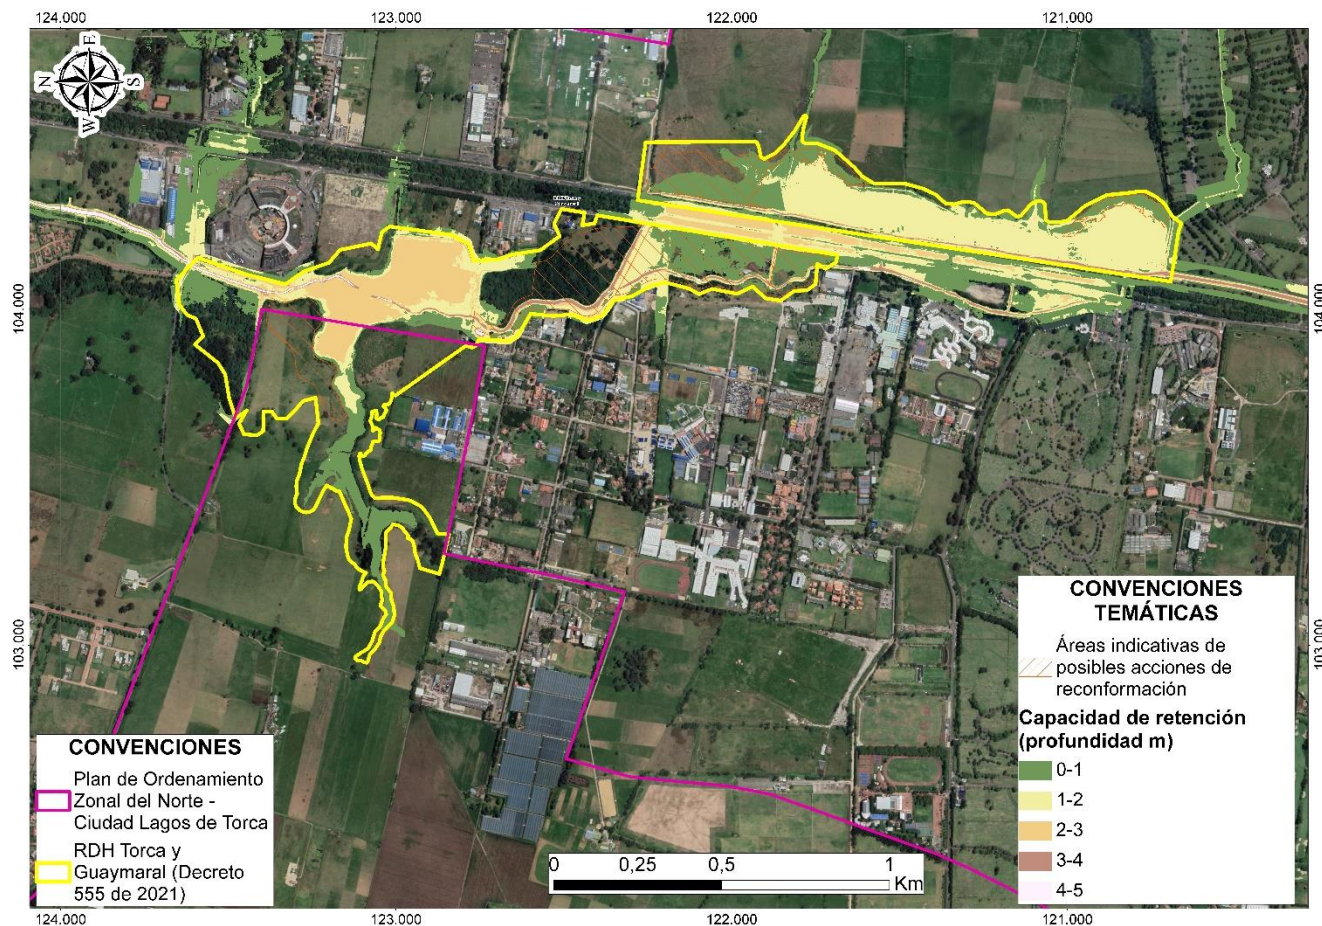 124.000
123.000
122.000
121.000
E
N
S
W
104.000
104.000
103.000
103.000
CONVENCIONES
Plan de Ordenamiento
Zonal del Norte -
Ciudad Lagos de Torca
RDH Torca y
Guaymaral (Decreto
555 de 2021)
0
0,25
0,5
1
Km
CONVENCIONES
TEMÁTICAS
Áreas indicativas de
posibles acciones de
reconformación
Capacidad de retención
(profundidad m)
0-1
1-2
2-3
3-4
4-5
124.000
123.000
122.000
121.000